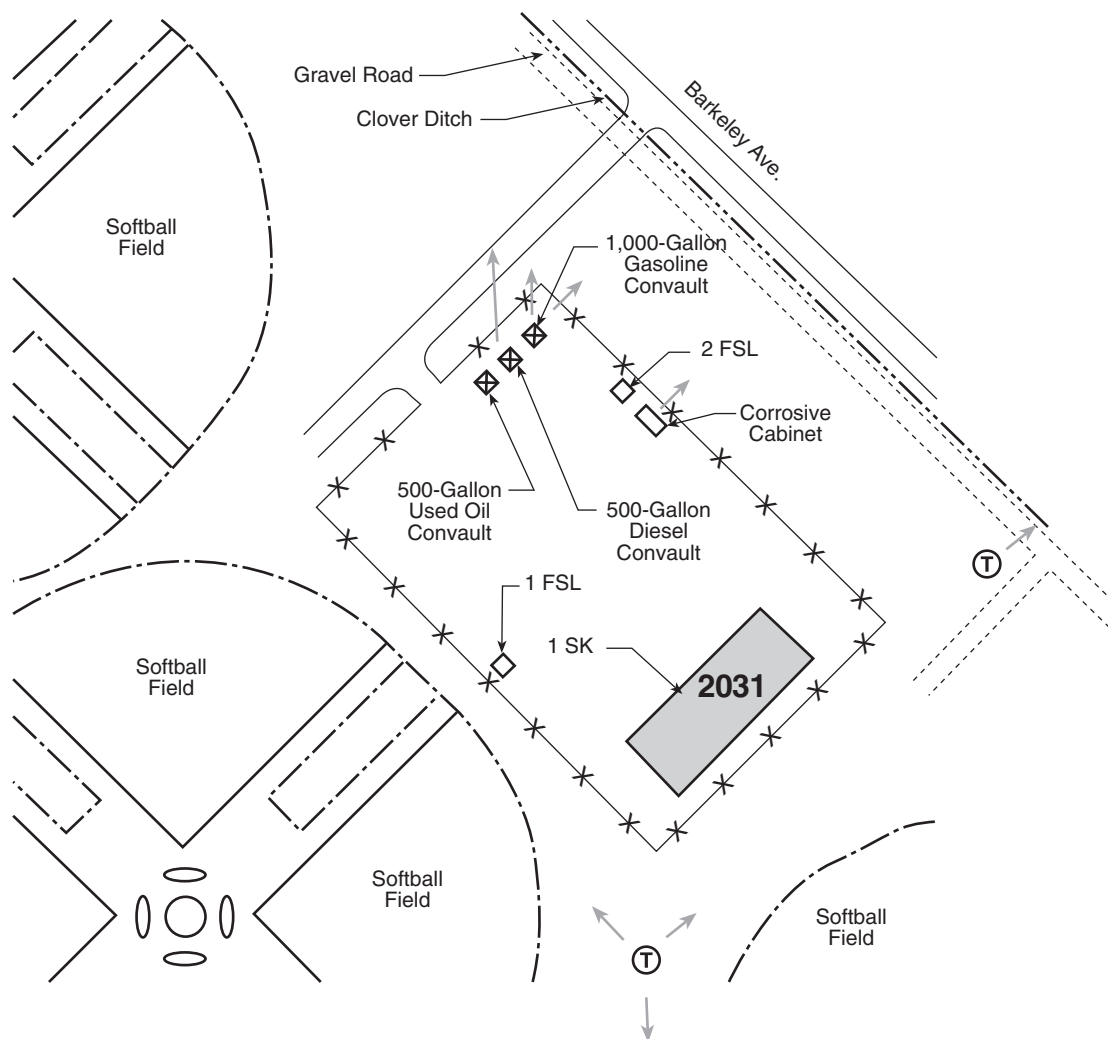 Gravel Road
Clover Ditch
Barkeley Ave.
Softball
Field
1,000-Gallon
Gasoline
Convault
2 FSL
Corrosive
Cabinet
500-Gallon
Used Oil
Convault
500-Gallon
Diesel
Convault
T
1 FSL
1 SK
2031
Softball
Field
Softball
Field
Softball
Field
T